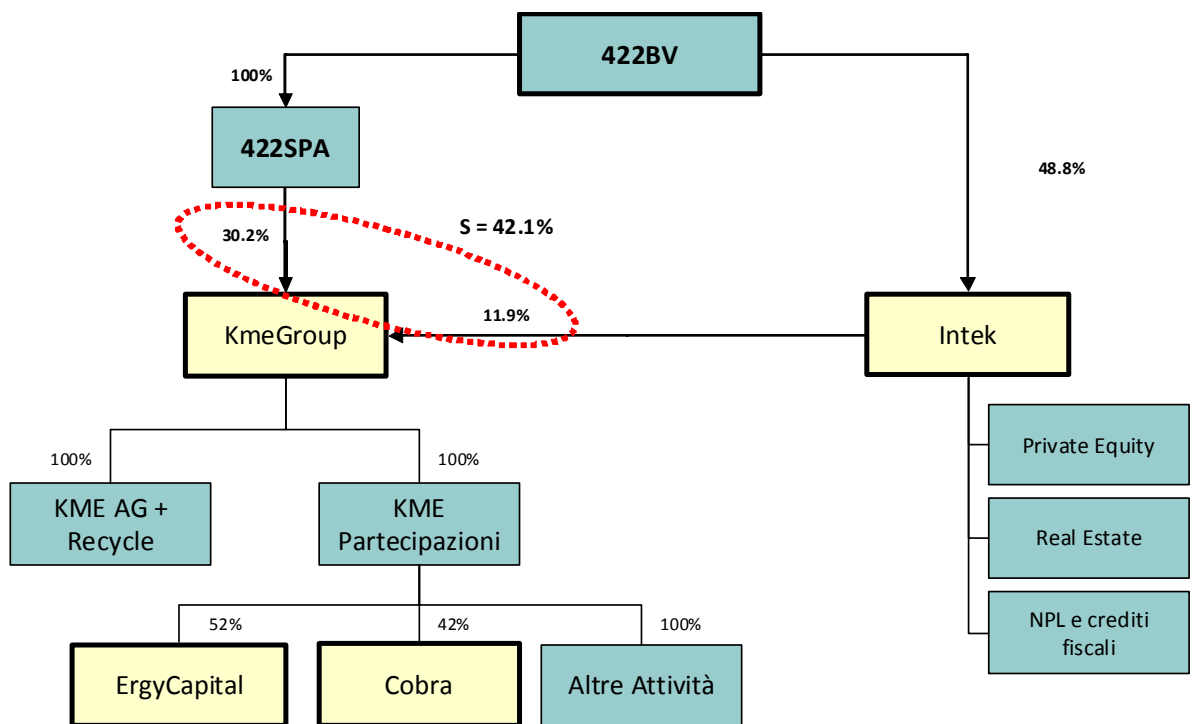 422BV
100%
422SPA
48.8%
30.2%
S = 42.1%
11.9%
KmeGroup
Intek
100%
100%
Private Equity
KME AG +
Recycle
KME
Partecipazioni
Real Estate
NPL e crediti
fiscali
52%
42%
100%
ErgyCapital
Cobra
Altre Attività